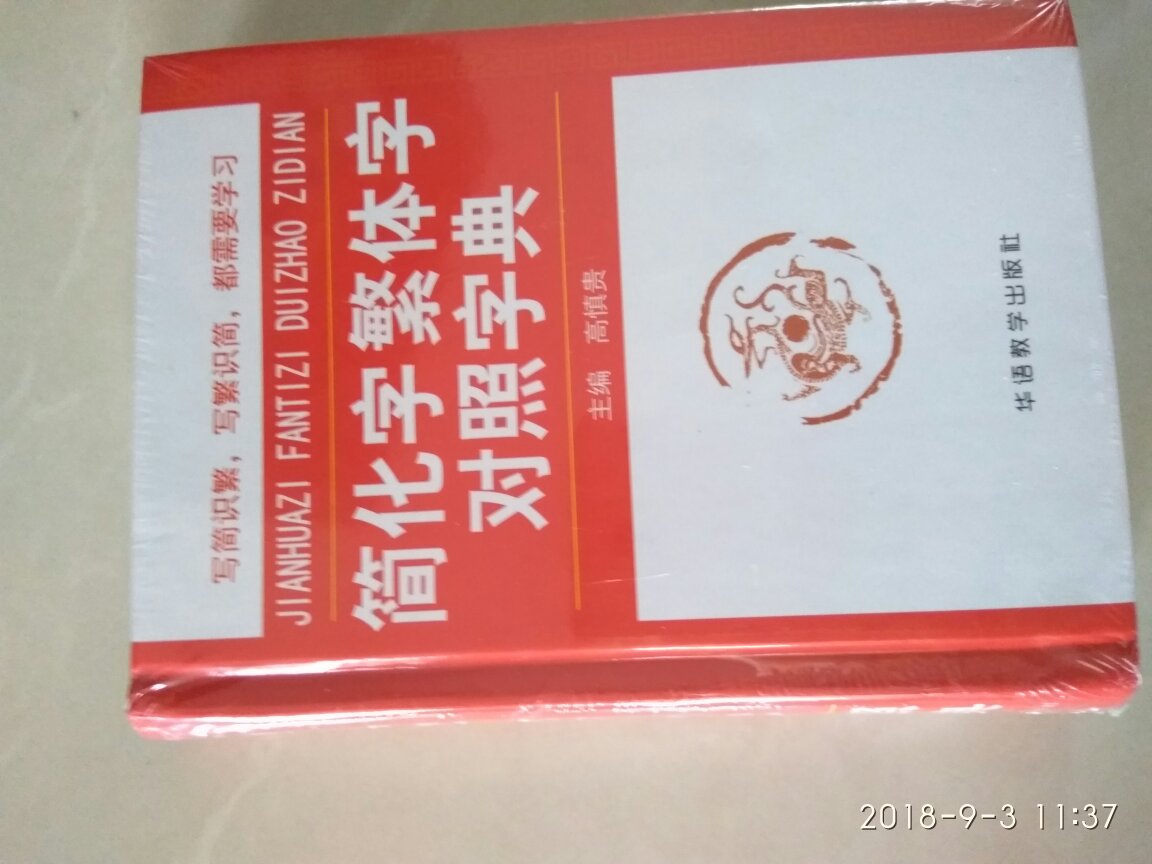 写简识繁，写繁识简，都需要学习
JIANHUAZI FANTIZI DUIZHAO ZIDIAN
简化字繁体字
对照字典
主编 高慎贵
华语教学出版社
2018-9-3 11:37